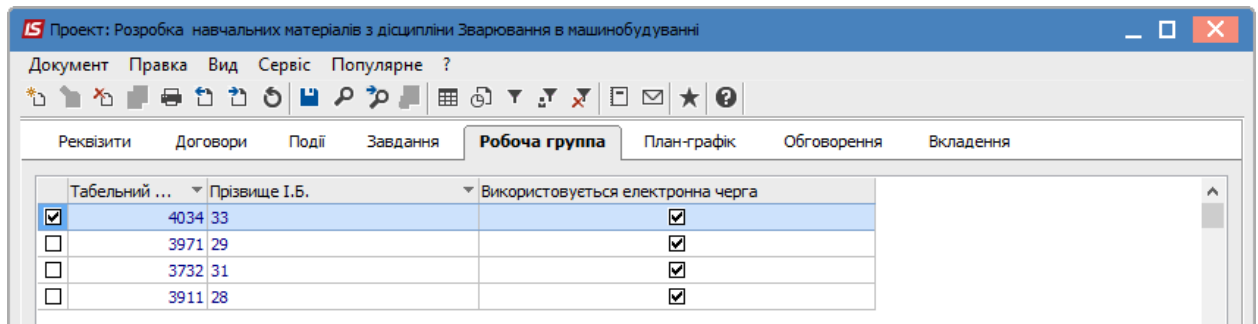 IS Проект: Розробка навчальних матеріалів з дісципліни Зварювання в машинобудуванні
Документ Правка Вид Сервіс Популярне ?
Реквізити Договори Події Завдання Робоча группа План-графік Обговорення Вкладення
Табельний ... Прізвище І.Б. Використовується електронна черга
4034 33
3971 29
3732 31
3911 28